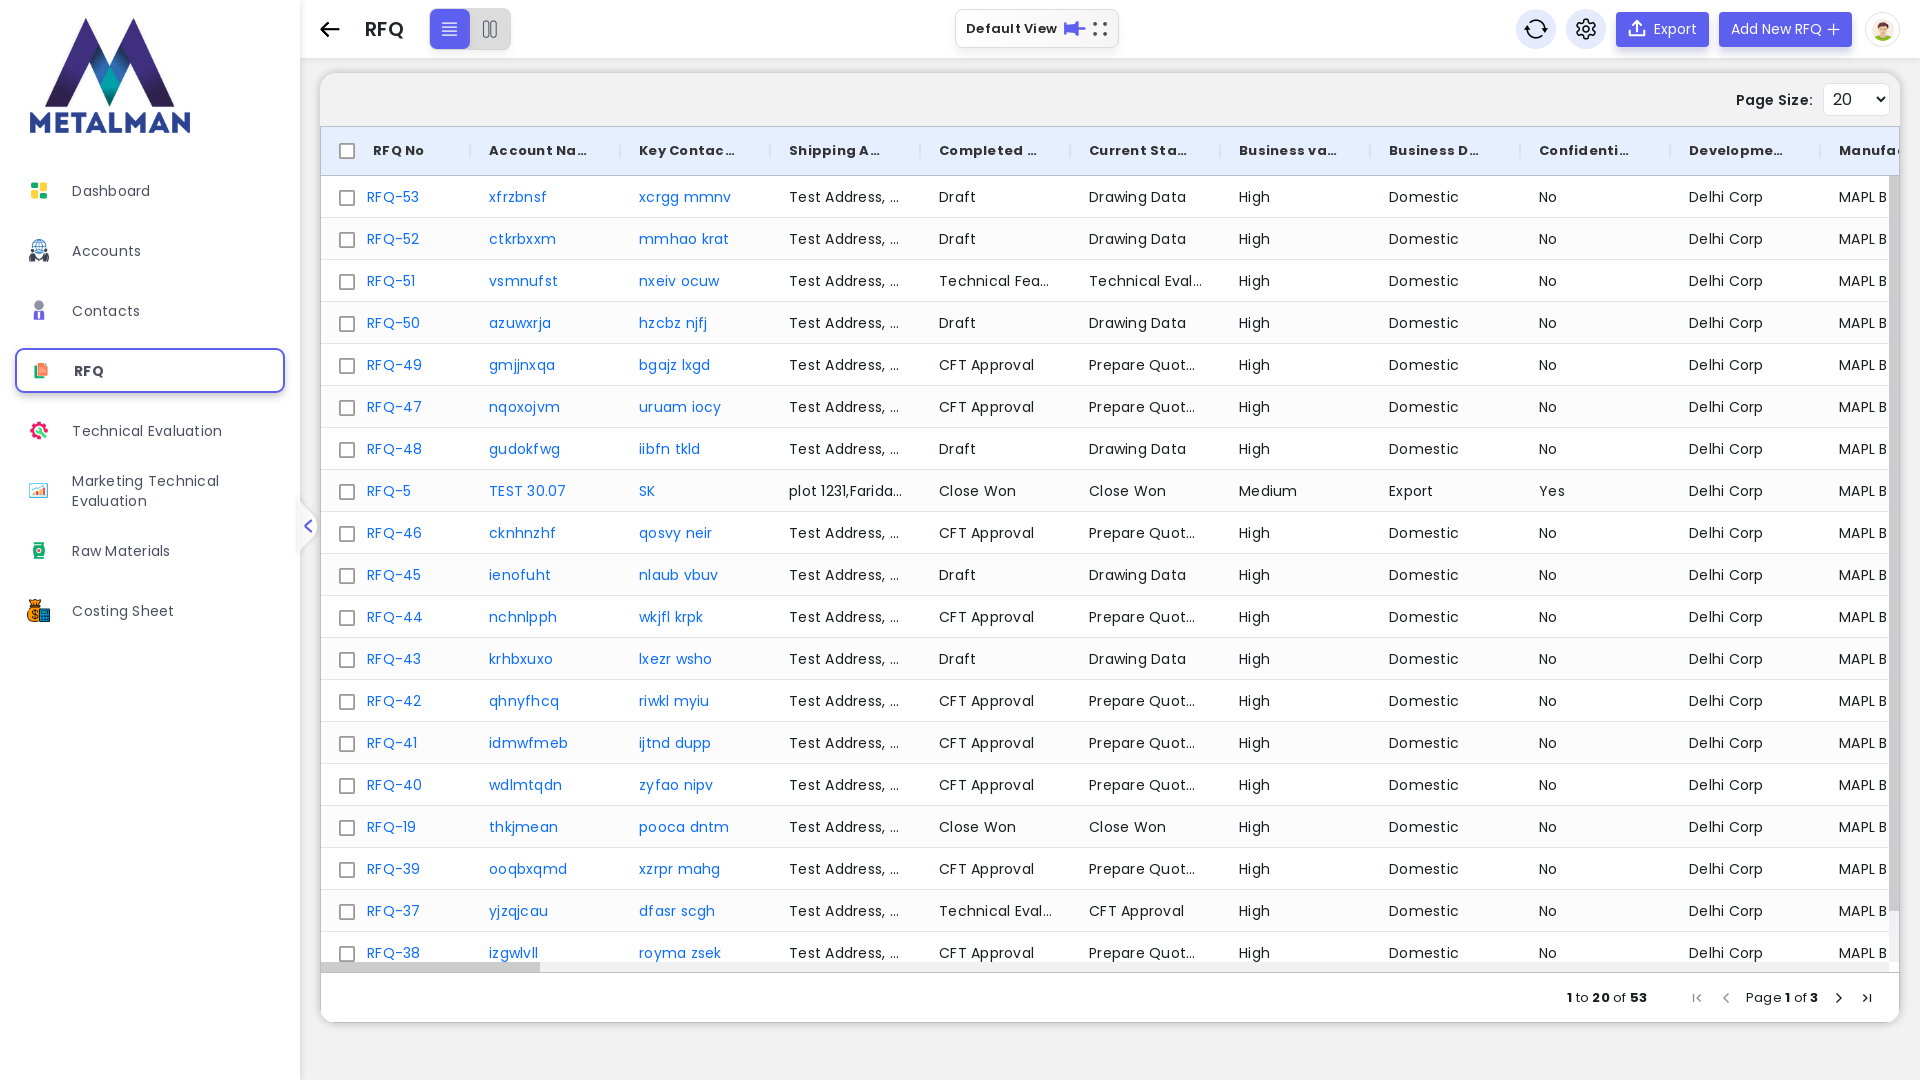 METALMAN
Dashboard
Accounts
Contacts
RFQ
Technical Evaluation
Marketing Technical
Evaluation
Raw Materials
Costing Sheet
RFQ
Default View
Export
Add New RFQ
Page Size: 20
RFQ No Account Na... Key Contac... Shipping A... Completed ... Current Sta... Business va... Business D... Confidenti... Developme... Manufac
RFQ-53 xfrzbnsf xcrgg mmnv Test Address, ... Draft Drawing Data High Domestic No Delhi Corp MAPL B
RFQ-52 ctkrbxxm mmhao krat Test Address, ... Draft Drawing Data High Domestic No Delhi Corp MAPL B
RFQ-51 vsmnufst nxeiv ocuw Test Address, ... Technical Fea... Technical Eval... High Domestic No Delhi Corp MAPL B
RFQ-50 azuwxrja hzcbz njfj Test Address, ... Draft Drawing Data High Domestic No Delhi Corp MAPL B
RFQ-49 gmjjnxqa bgajz lxgd Test Address, ... CFT Approval Prepare Quot... High Domestic No Delhi Corp MAPL B
RFQ-47 nqoxojvm uruam iocy Test Address, ... CFT Approval Prepare Quot... High Domestic No Delhi Corp MAPL B
RFQ-48 gudokfwg iibfn tkld Test Address, ... Draft Drawing Data High Domestic No Delhi Corp MAPL B
RFQ-5 TEST 30.07 SK plot 1231,Farida... Close Won Close Won Medium Export Yes Delhi Corp MAPL B
RFQ-46 cknhnzhf qosvy neir Test Address, ... CFT Approval Prepare Quot... High Domestic No Delhi Corp MAPL B
RFQ-45 ienofuht nlaub vbuv Test Address, ... Draft Drawing Data High Domestic No Delhi Corp MAPL B
RFQ-44 nchnlpph wkjfl krpk Test Address, ... CFT Approval Prepare Quot... High Domestic No Delhi Corp MAPL B
RFQ-43 krhbxuxo lxezr wsho Test Address, ... Draft Drawing Data High Domestic No Delhi Corp MAPL B
RFQ-42 qhnyfhcq riwkl myiu Test Address, ... CFT Approval Prepare Quot... High Domestic No Delhi Corp MAPL B
RFQ-41 idmwfmeb ijtnd dupp Test Address, ... CFT Approval Prepare Quot... High Domestic No Delhi Corp MAPL B
RFQ-40 wdlmtqdn zyfao nipv Test Address, ... CFT Approval Prepare Quot... High Domestic No Delhi Corp MAPL B
RFQ-19 thkjmean pooca dntm Test Address, ... Close Won Close Won High Domestic No Delhi Corp MAPL B
RFQ-39 ooqbxqmd xzrpr mahg Test Address, ... CFT Approval Prepare Quot... High Domestic No Delhi Corp MAPL B
RFQ-37 yjzqjcau dfasr scgh Test Address, ... Technical Eval... CFT Approval High Domestic No Delhi Corp MAPL B
RFQ-38 izgwlvll royma zsek Test Address, ... CFT Approval Prepare Quot... High Domestic No Delhi Corp MAPL B
1 to 20 of 53 Page 1 of 3